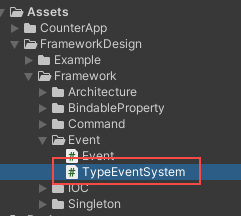 Assets
CounterApp
FrameworkDesign
Example
Framework
Architecture
BindableProperty
Command
Event
Event
TypeEventSystem
IOC
Singleton